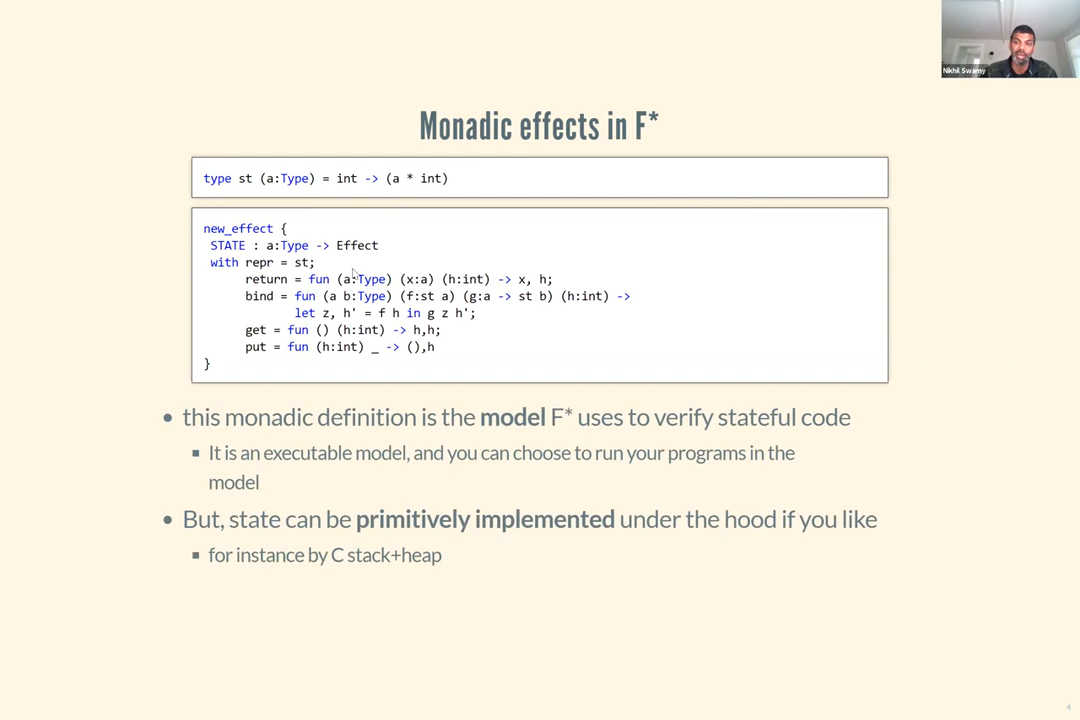 Nikhil Swamy
Monadic effects in F*
type st (a:Type) = int -> (a * int)
new_effect {
STATE : a:Type -> Effect
with repr = st;
return = fun (a:Type) (x:a) (h:int) -> x, h;
bind = fun (a b:Type) (f:st a) (g:a -> st b) (h:int) ->
let z, h' = f h in g z h';
get = fun () (h:int) -> h,h;
put = fun (h:int) _ -> (),h
}
• this monadic definition is the model F* uses to verify stateful code
▪ It is an executable model, and you can choose to run your programs in the
model
• But, state can be primitively implemented under the hood if you like
▪ for instance by C stack+heap
4